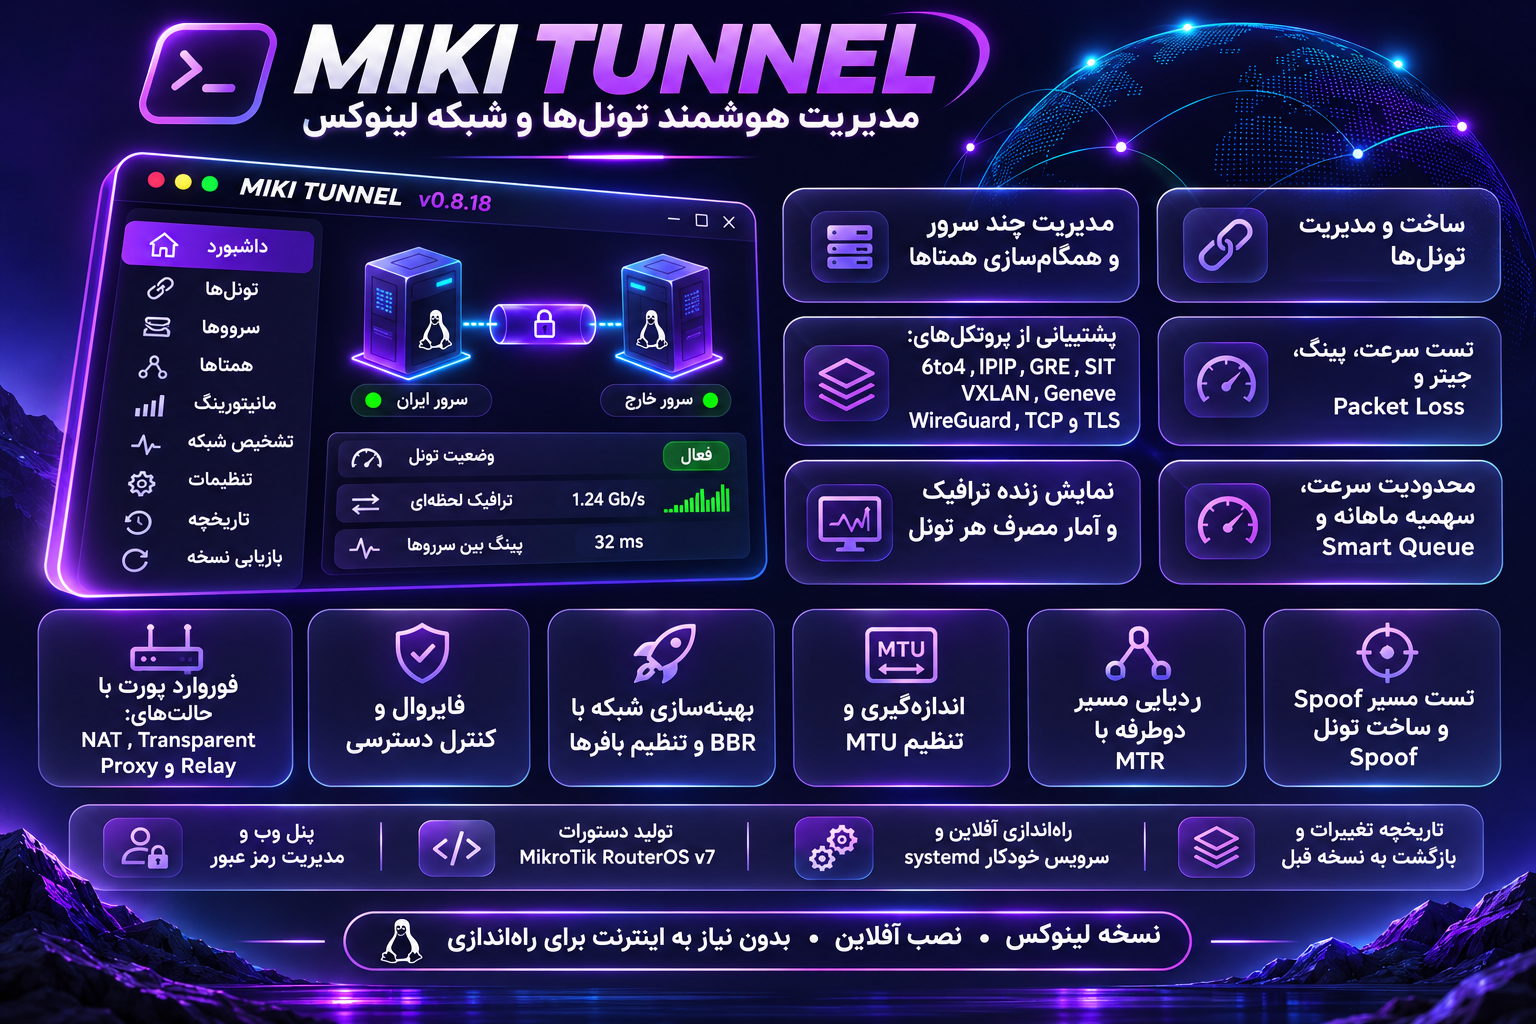 MIKI TUNNEL
مدیریت هوشمند تونل‌ها و شبکه لینوکس
MIKI TUNNEL v0.8.18
داشبورد
تونل‌ها
سرووها
همتاها
مانیتورینگ
تشخیص شبکه
تنظیمات
تاریخچه
بازیابی نسخه
سرور ایران
سرور خارج
وضعیت تونل
فعال
ترافیک لحظه‌ای
1.24 Gb/s
پینگ بین سرروها
32 ms
ساخت و مدیریت
تونل‌ها
مدیریت چند سرور
و همگام‌سازی همتاها
تست سرعت، پینگ،
جیتر و
Packet Loss
پشتیبانی از پروتکل‌های:
6to4 , IPIP , GRE , SIT
VXLAN , Geneve
WireGuard , TCP و TLS
محدودیت سرعت،
سهمیه ماهانه و
Smart Queue
نمایش زنده ترافیک
و آمار مصرف هر تونل
تست مسیر Spoof
و ساخت تونل
Spoof
ردیابی مسیر
دوطرفه با
MTR
MTU
اندازه‌گیری و
تنظیم MTU
بهینه‌سازی شبکه با
BBR و تنظیم بافرها
فایروال و
کنترل دسترسی
فوروارد پورت با
حالت‌های:
NAT , Transparent
Proxy و Relay
تاریخچه تغییرات و
بازگشت به نسخه قبل
راه‌اندازی آفلاین و
سرویس خودکار systemd
تولید دستورات
MikroTik RouterOS v7
پنل وب و
مدیریت رمز عبور
نسخه لینوکس • نصب آفلاین • بدون نیاز به اینترنت برای راه‌اندازی